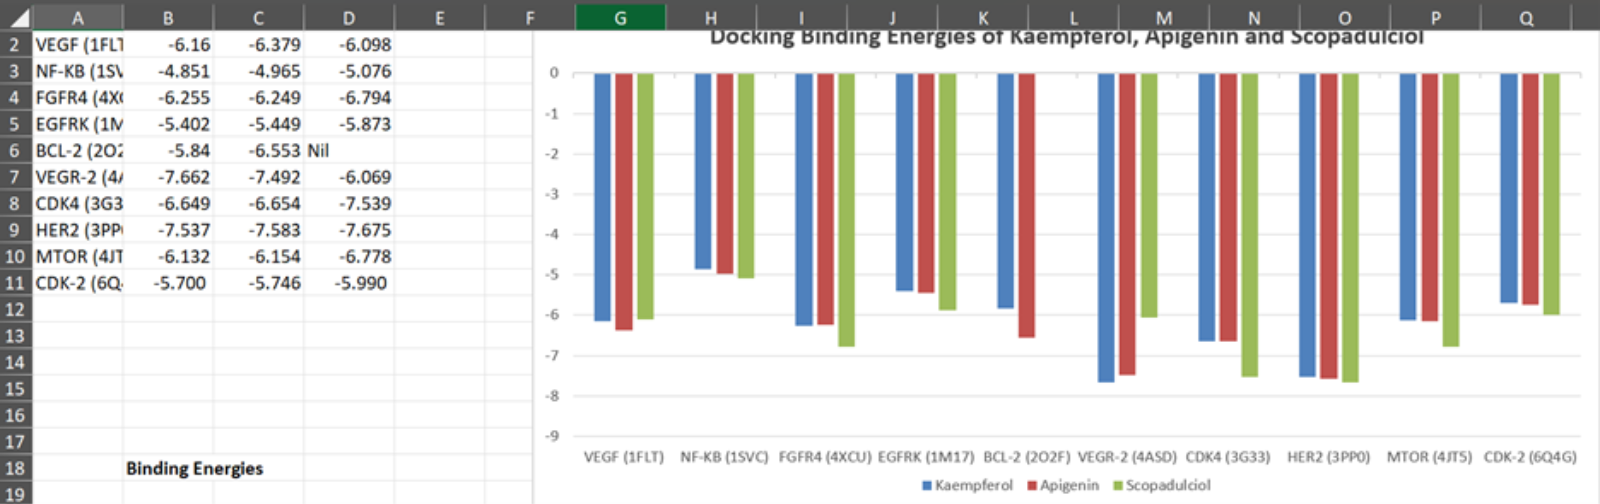 A B C D E F G H I J K L M N O P Q
2 VEGF (1FLT -6.16 -6.379 -6.098
3 NF-KB (1SV -4.851 -4.965 -5.076
4 FGFR4 (4X -6.255 -6.249 -6.794
5 EGFRK (1M -5.402 -5.449 -5.873
6 BCL-2 (2O2 -5.84 -6.553 Nil
7 VEGR-2 (4A -7.662 -7.492 -6.069
8 CDK4 (3G3 -6.649 -6.654 -7.539
9 HER2 (3PP -7.537 -7.583 -7.675
10 MTOR (4JT -6.132 -6.154 -6.778
11 CDK-2 (6Q -5.700 -5.746 -5.990
12
13
14
15
16
17
18 Binding Energies
19
Docking Binding Energies of Kaempferol, Apigenin and Scopadulciol
0
-1
-2
-3
-4
-5
-6
-7
-8
-9
VEGF (1FLT) NF-KB (1SVC) FGFR4 (4XCU) EGFRK (1M17) BCL-2 (2O2F) VEGR-2 (4ASD) CDK4 (3G33) HER2 (3PP0) MTOR (4JT5) CDK-2 (6Q4G)
Kaempferol Apigenin Scopadulciol